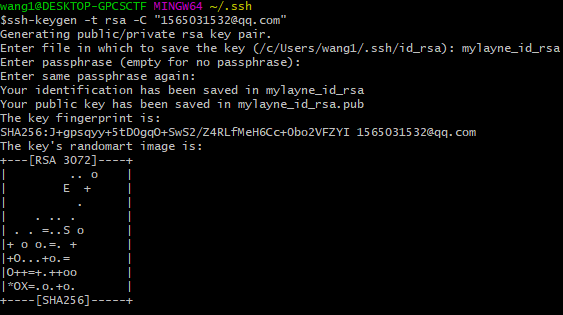 wang1@DESKTOP-GPCSCTF MINGW64 ~/.ssh
$ssh-keygen -t rsa -C "1565031532@qq.com"
Generating public/private rsa key pair.
Enter file in which to save the key (/c/Users/wang1/.ssh/id_rsa): mylayne_id_rsa
Enter passphrase (empty for no passphrase):
Enter same passphrase again:
Your identification has been saved in mylayne_id_rsa
Your public key has been saved in mylayne_id_rsa.pub
The key fingerprint is:
SHA256:J+gpsqyy+5tDOgqO+SwS2/Z4RLfMeH6Cc+Obo2VFZYI 1565031532@qq.com
The key's randomart image is:
+---[RSA 3072]----+
|          .. o   |
|         E  +    |
|           .     |
|    . .. .       |
| . . =..S o      |
|+ o o.=. +       |
|+O...+o.=        |
|O++=+.++oo       |
|*OX=.o.+o.       |
+----[SHA256]-----+